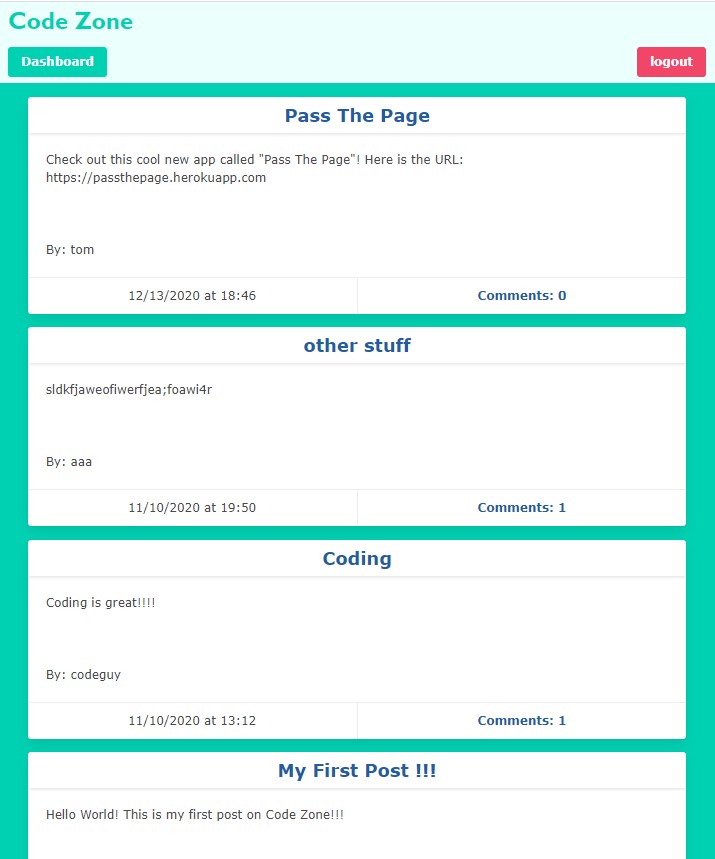 Code Zone
Dashboard
logout
Pass The Page
Check out this cool new app called "Pass The Page"! Here is the URL:
https://passthepage.herokuapp.com
By: tom
12/13/2020 at 18:46
Comments: 0
other stuff
sldkfjaweofiwerfjea;foawi4r
By: aaa
11/10/2020 at 19:50
Comments: 1
Coding
Coding is great!!!!
By: codeguy
11/10/2020 at 13:12
Comments: 1
My First Post !!!
Hello World! This is my first post on Code Zone!!!